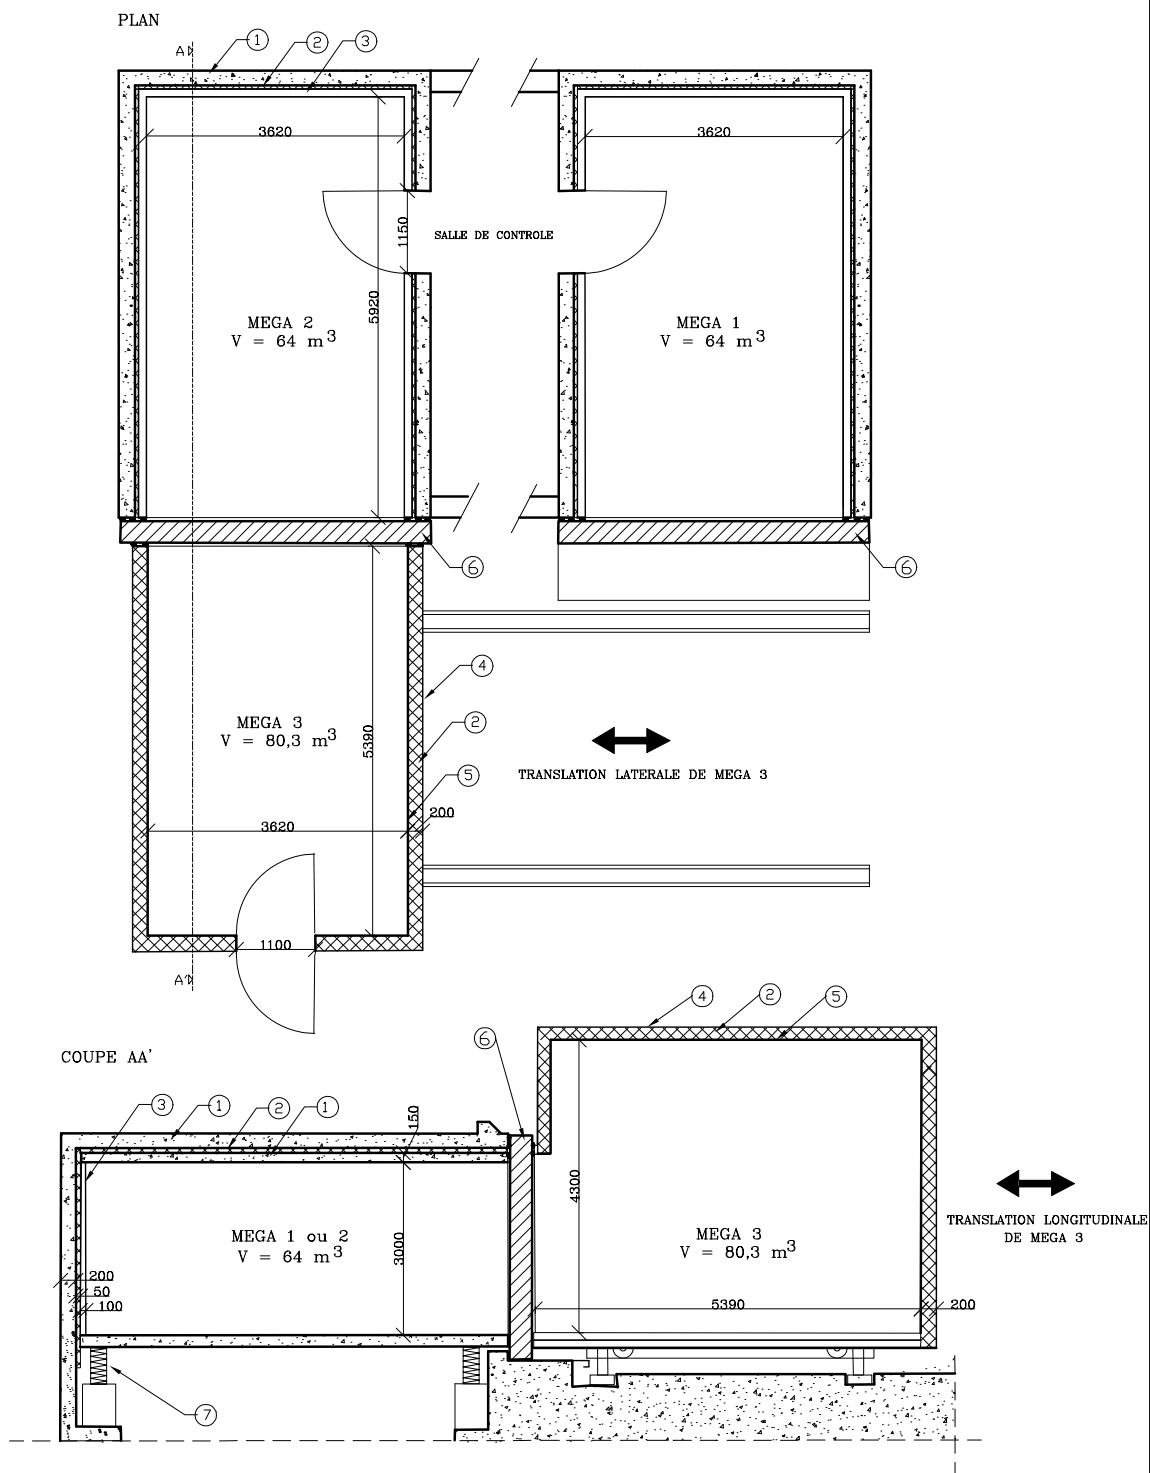 PLAN
A
1
2
3
3620
3620
1150
SALLE DE CONTROLE
5920
MEGA 2
V = 64 m3
MEGA 1
V = 64 m3
6
6
4
MEGA 3
V = 80,3 m3
5390
2
TRANSLATION LATERALE DE MEGA 3
5
200
3620
1100
A'
4
2
5
COUPE AA'
6
3
1
2
1
150
4300
MEGA 1 ou 2
V = 64 m3
3000
MEGA 3
V = 80,3 m3
TRANSLATION LONGITUDINALE
DE MEGA 3
200
50
100
5390
200
7